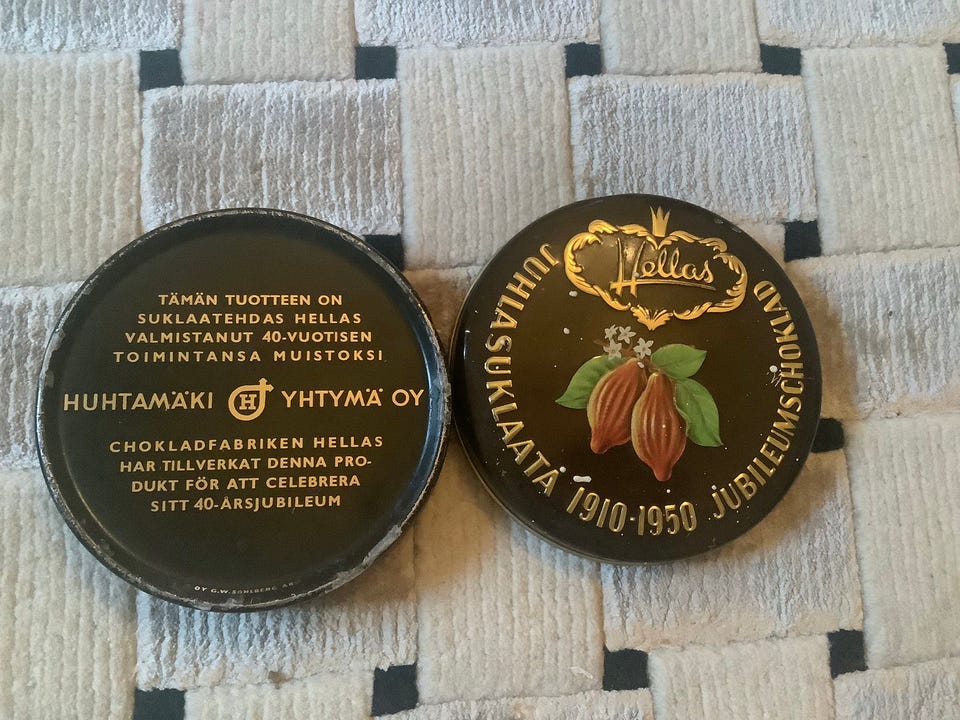 TÄMÄN TUOTTEEN ON
SUKLAATEHDAS HELLAS
VALMISTANUT 40-VUOTISEN
TOIMINTANSA MUISTOKSI
HUHTAMÄKI H YHTYMÄ OY
CHOKLADFABRIKEN HELLAS
HAR TILLVERKAT DENNA PRO-
DUKT FÖR ATT CELEBRERA
SITT 40-ÅRSJUBILEUM
OY G.W. SOHLBERG AB
Hellas
JUHLASUKLAATA 1910-1950 JUBILEUMSCHOKLAD